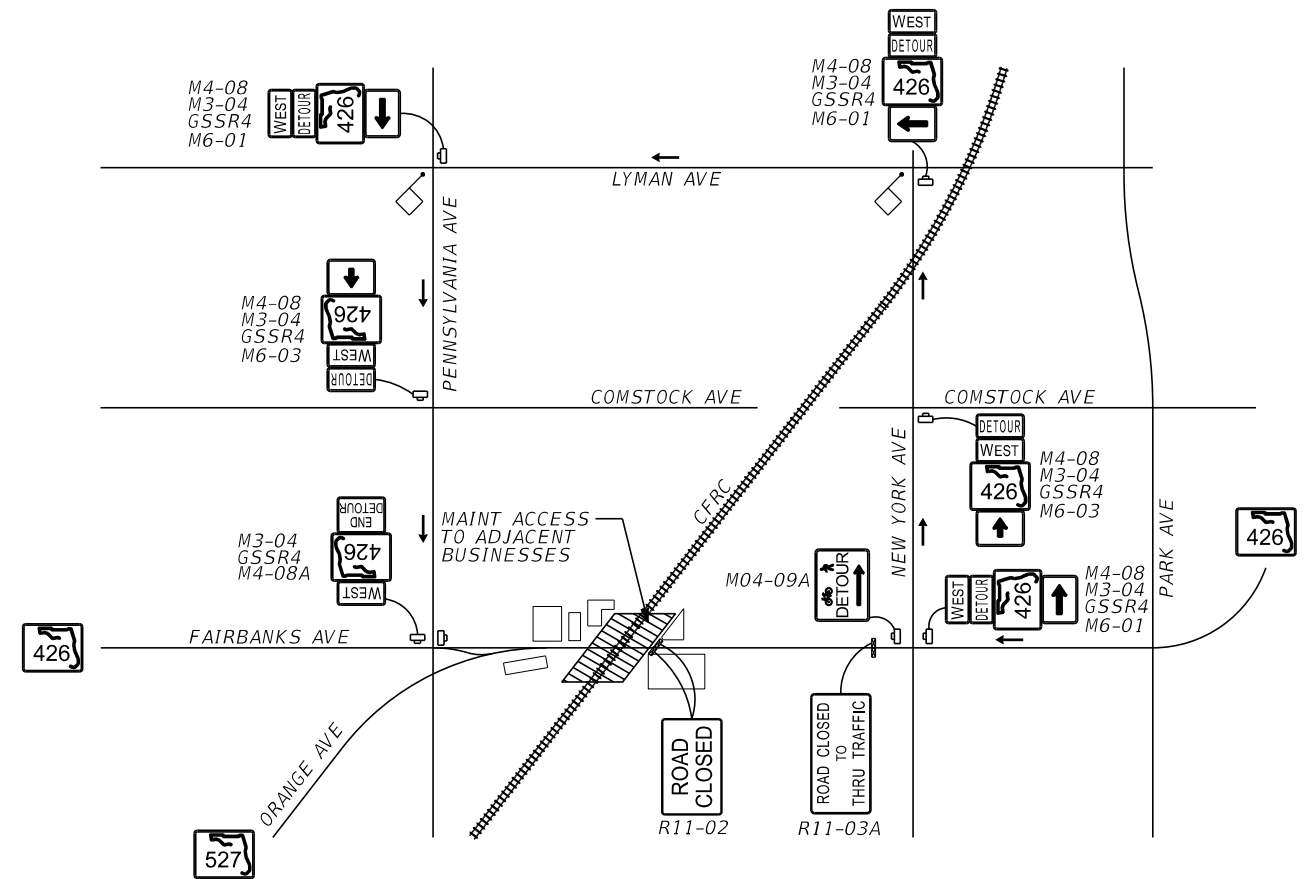 WEST
DETOUR
426
M4-08
M3-04
GSSR4
M6-01
M4-08
M3-04
GSSR4
M6-01
WEST
DETOUR
426
LYMAN AVE
PENNSYLVANIA AVE
M4-08
M3-04
GSSR4
M6-03
426
WEST
DETOUR
COMSTOCK AVE
COMSTOCK AVE
DETOUR
WEST
426
M4-08
M3-04
GSSR4
M6-03
NEW YORK AVE
PARK AVE
CFRC
426
END
DETOUR
426
WEST
M3-04
GSSR4
M4-08A
MAINT ACCESS
TO ADJACENT
BUSINESSES
M04-09A
DETOUR
WEST
DETOUR
426
M4-08
M3-04
GSSR4
M6-01
426
FAIRBANKS AVE
ORANGE AVE
527
ROAD
CLOSED
R11-02
ROAD CLOSED
TO
THRU TRAFFIC
R11-03A